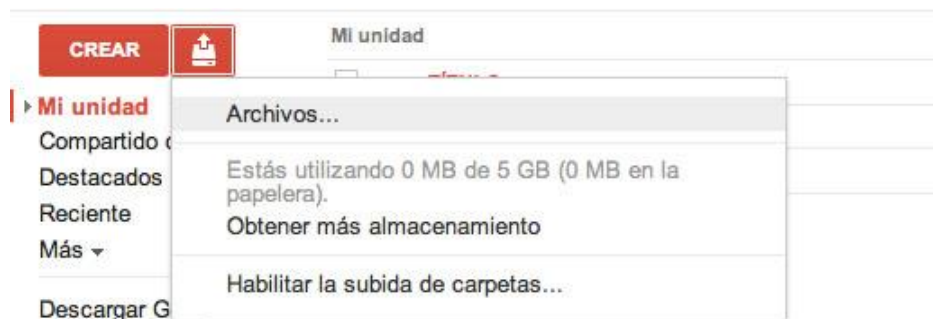 CREAR
Mi unidad
Mi unidad
Archivos...
Compartido
Estás utilizando 0 MB de 5 GB (0 MB en la
papelera).
Destacados
Obtener más almacenamiento
Reciente
Más
Habilitar la subida de carpetas...
Descargar G